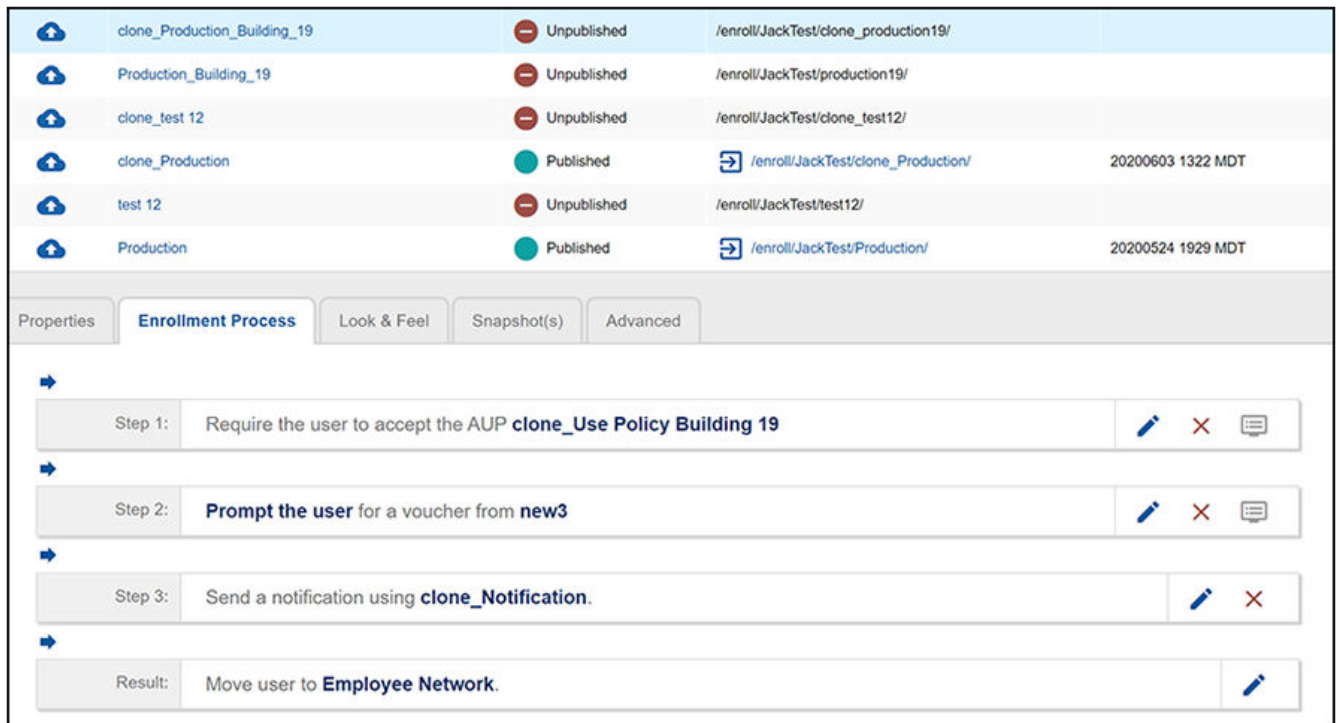 clone_Production_Building_19 Unpublished /enroll/JackTest/clone_production19/
Production_Building_19 Unpublished /enroll/JackTest/production19/
clone_test 12 Unpublished /enroll/JackTest/clone_test12/
clone_Production Published /enroll/JackTest/clone_Production/ 20200603 1322 MDT
test 12 Unpublished /enroll/JackTest/test12/
Production Published /enroll/JackTest/Production/ 20200524 1929 MDT
Properties Enrollment Process Look & Feel Snapshot(s) Advanced
Step 1: Require the user to accept the AUP clone_Use Policy Building 19
Step 2: Prompt the user for a voucher from new3
Step 3: Send a notification using clone_Notification.
Result: Move user to Employee Network.